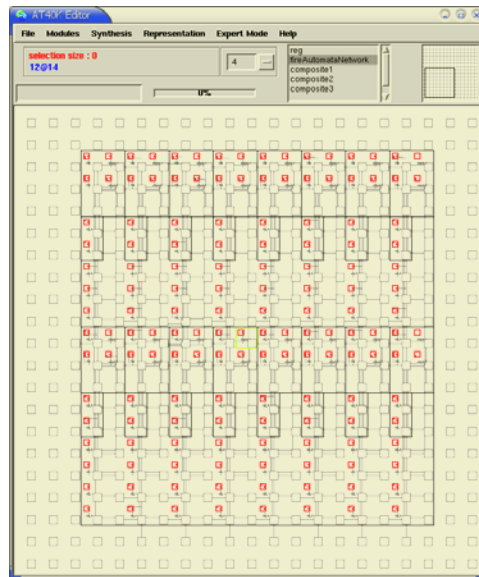 AT40K Editor
File Modules Synthesis Representation Expert Mode Help
selection size : 0
12@14
4
reg
fireAutomataNetwork
composite1
composite2
composite3
0%